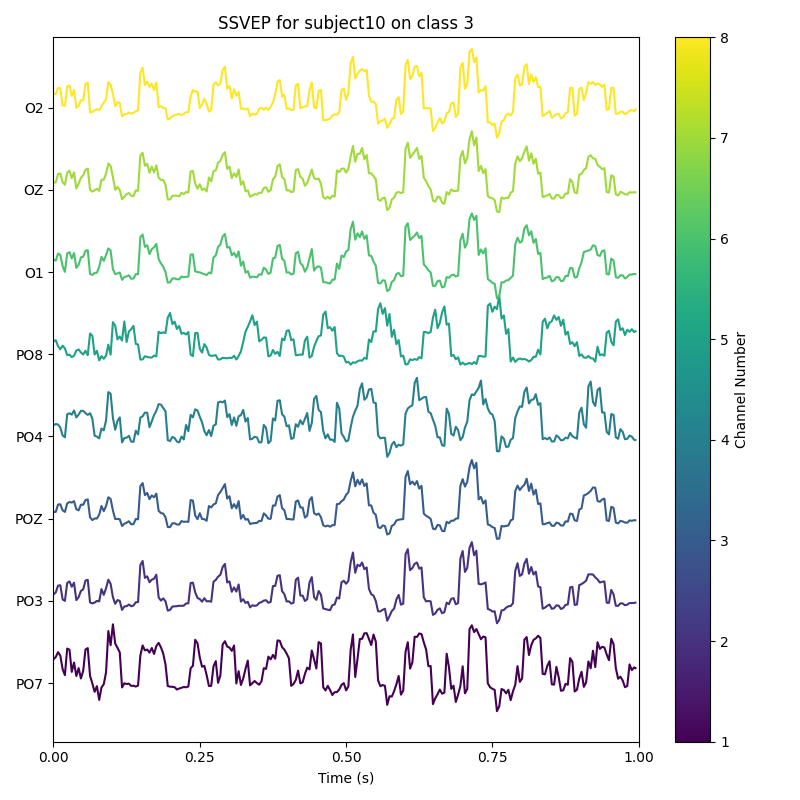 SSVEP for subject10 on class 3
O2
OZ
O1
PO8
PO4
POZ
PO3
PO7
0.00 0.25 0.50 0.75 1.00
Time (s)
8
7
6
5
4
3
2
1
Channel Number